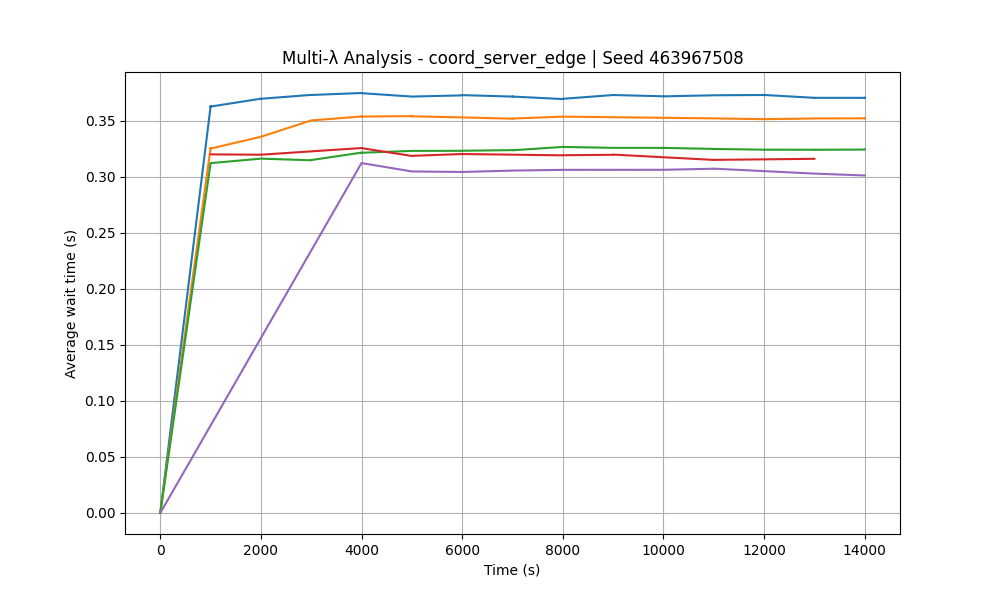 Multi-λ Analysis - coord_server_edge | Seed 463967508
Average wait time (s)
0.35
0.30
0.25
0.20
0.15
0.10
0.05
0.00
0 2000 4000 6000 8000 10000 12000 14000
Time (s)